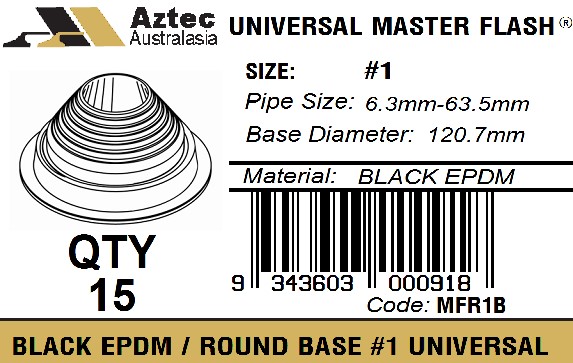 Aztec
Australasia
UNIVERSAL MASTER FLASH®
SIZE: #1
Pipe Size: 6.3mm-63.5mm
Base Diameter: 120.7mm
Material: BLACK EPDM
QTY
15
9 343603 000918
Code: MFR1B
BLACK EPDM / ROUND BASE #1 UNIVERSAL